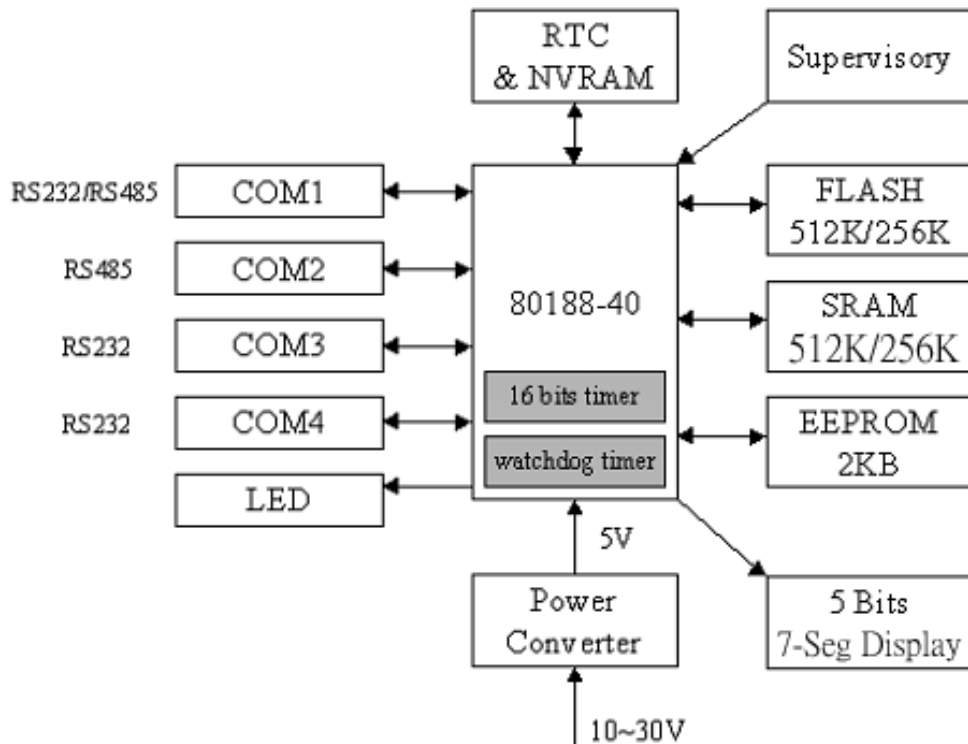 RTC
& NVRAM
Supervisory
RS232/RS485
COM1
FLASH
512K/256K
RS485
COM2
80188-40
SRAM
512K/256K
RS232
COM3
16 bits timer
RS232
COM4
EEPROM
2KB
watchdog timer
LED
5V
Power
Converter
5 Bits
7-Seg Display
10~30V